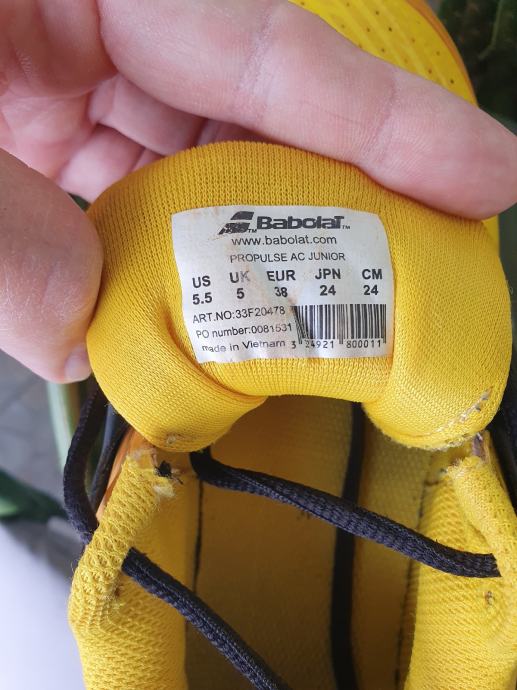 BabolaT™
www.babolat.com
PROPULSE AC JUNIOR
US UK EUR JPN CM
5.5 5 38 24 24
ART.NO:33F20478
PO number:0081531
made in Vietnam 3 324921 800011